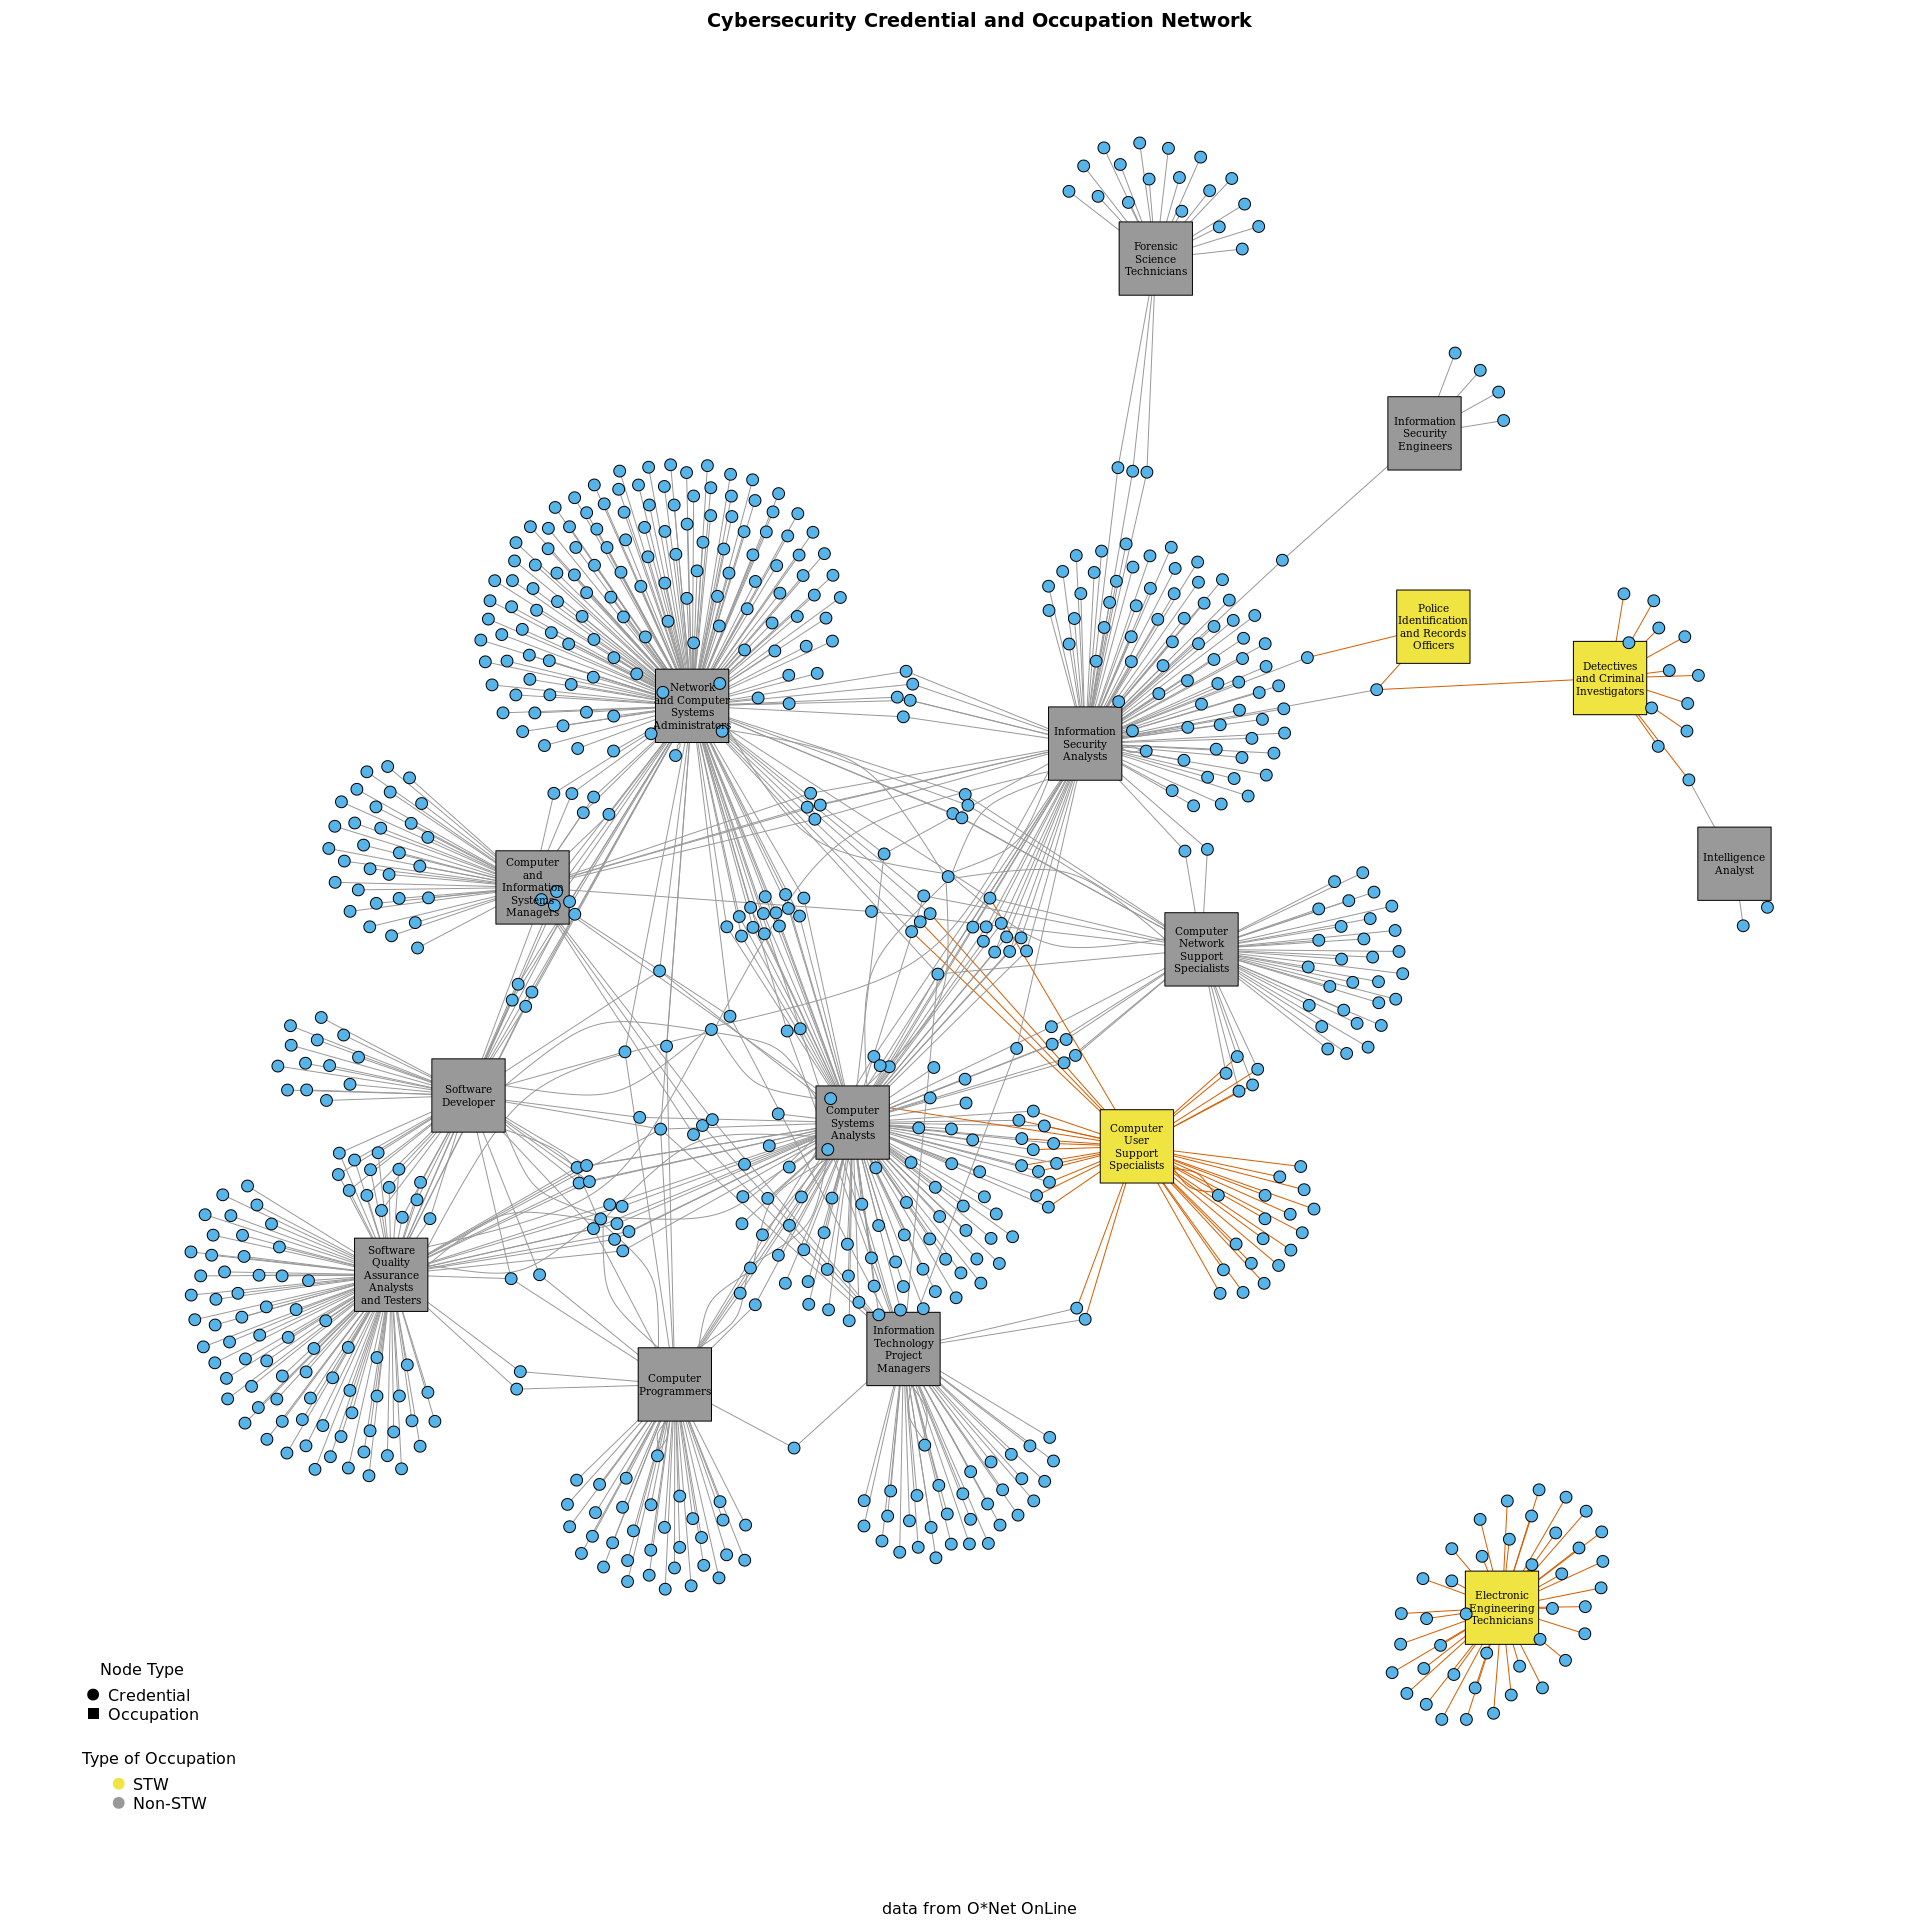 Cybersecurity Credential and Occupation Network
Forensic
Science
Technicians
Information
Security
Engineers
Police
Identification
and Records
Officers
Detectives
and Criminal
Investigators
Network
and Computer
Systems
Administrators
Information
Security
Analysts
Intelligence
Analyst
Computer
and
Information
Systems
Managers
Computer
Network
Support
Specialists
Software
Developer
Computer
Systems
Analysts
Computer
User
Support
Specialists
Software
Quality
Assurance
Analysts
and Testers
Information
Technology
Project
Managers
Computer
Programmers
Electronic
Engineering
Technicians
Node Type
Credential
Occupation
Type of Occupation
STW
Non-STW
data from O*Net OnLine